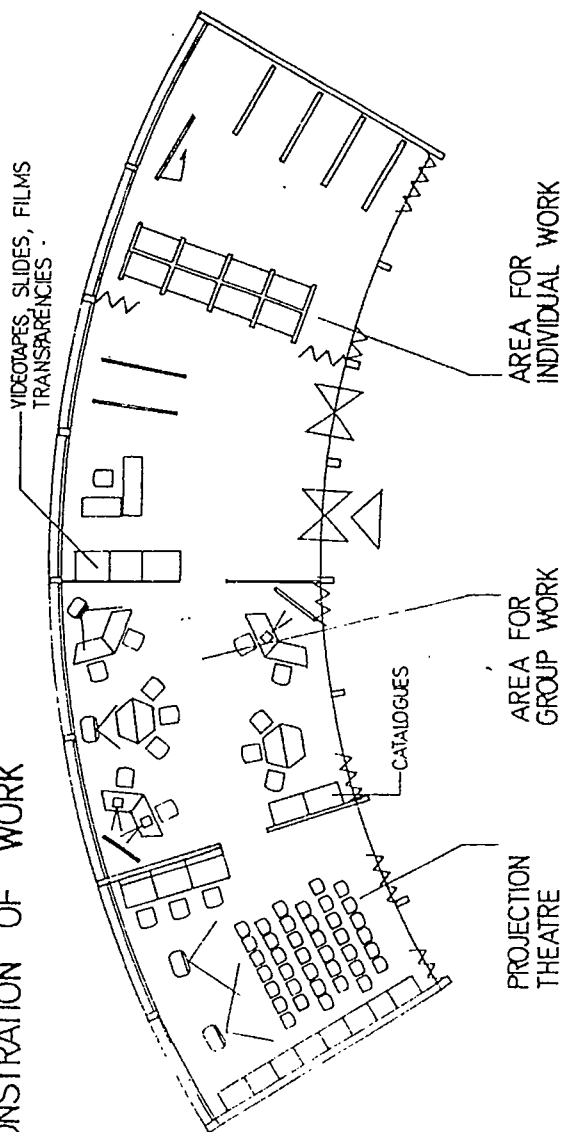 ONSTRATION OF WORK
VIDEOTAPES, SLIDES, FILMS
TRANSPARENCIES .
CATALOGUES
PROJECTION
THEATRE
AREA FOR
GROUP WORK
AREA FOR
INDIVIDUAL WORK